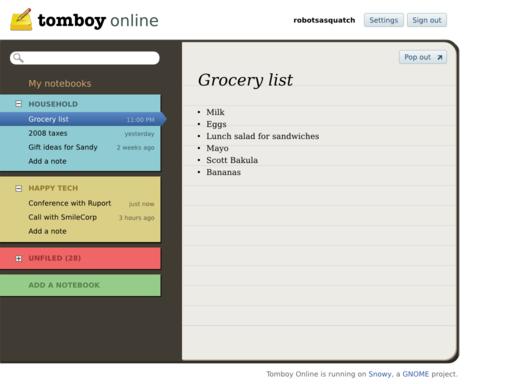 tomboy online
robotsasquatch Settings Sign out
Pop out
My notebooks
HOUSEHOLD
Grocery list 11:00 PM
2008 taxes yesterday
Gift ideas for Sandy 2 weeks ago
Add a note
HAPPY TECH
Conference with Ruport just now
Call with SmileCorp 3 hours ago
Add a note
UNFILED (28)
ADD A NOTEBOOK
Grocery list
• Milk
• Eggs
• Lunch salad for sandwiches
• Mayo
• Scott Bakula
• Bananas
Tomboy Online is running on Snowy, a GNOME project.